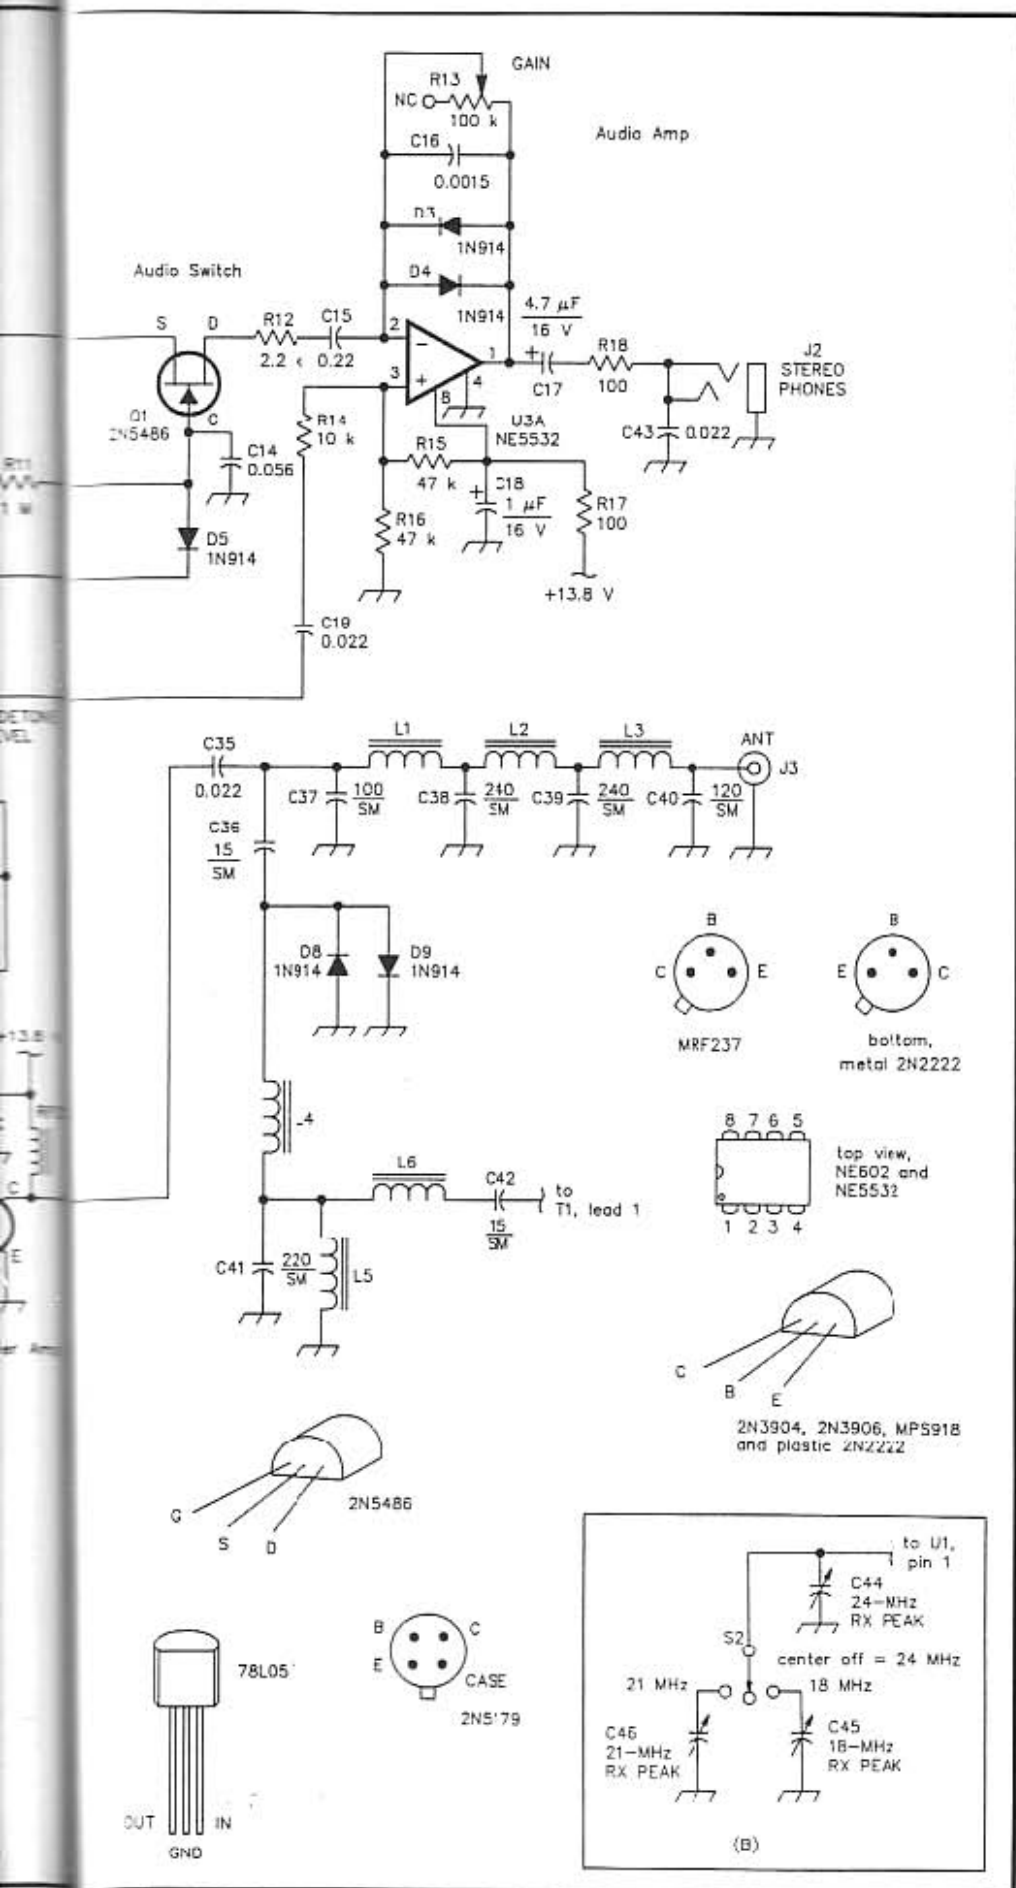 GAIN
R13
NC
100 k
Audio Amp
C16
0.0015
D3
1N914
Audio Switch
D4
1N914
4.7 µF
16 V
S
D
R12
C15
2
1
R18
J2
STEREO
PHONES
2.2
0.22
−
+
3
8
4
+
C17
100
Q1
2N5486
G
R14
10 k
U3A
NE5532
C43
0.022
R11
1 M
C14
0.056
R15
47 k
+
C18
1 µF
16 V
R17
100
R16
47 k
D5
1N914
+13.8 V
C19
0.022
L1
L2
L3
ANT
J3
C35
0.022
C37
100
SM
C38
240
SM
C39
240
SM
C40
120
SM
C36
15
SM
D8
1N914
D9
1N914
B
C
E
MRF237
B
E
C
bottom,
metal 2N2222
L4
8 7 6 5
top view,
NE602 and
NE5532
1 2 3 4
L6
C42
15
SM
to
T1, lead 1
C
E
C41
220
SM
L5
C
B
E
2N3904, 2N3906, MPS918
and plastic 2N2222
G
S
D
2N5486
to U1,
pin 1
C44
24-MHz
RX PEAK
S2
center off = 24 MHz
21 MHz
18 MHz
C46
21-MHz
RX PEAK
C45
18-MHz
RX PEAK
(B)
78L05
OUT
IN
GND
B
C
E
CASE
2N5179